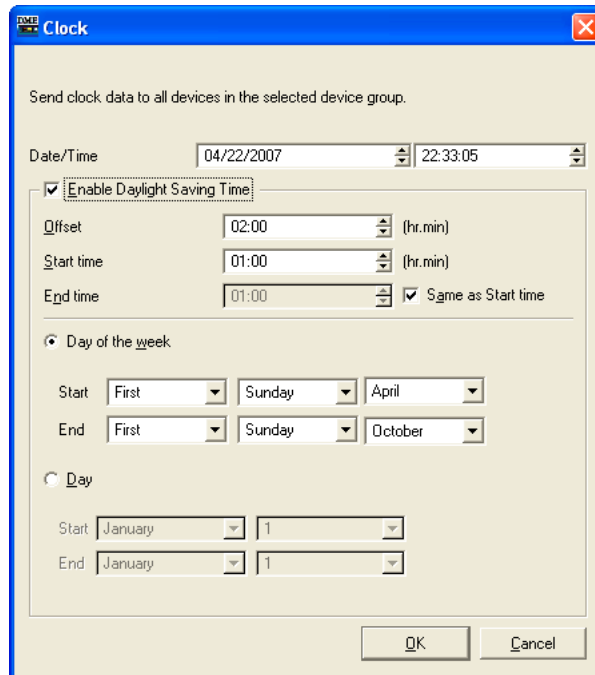 DME Clock
Send clock data to all devices in the selected device group.
Date/Time 04/22/2007 22:33:05
Enable Daylight Saving Time
Offset 02:00 (hr.min)
Start time 01:00 (hr.min)
End time 01:00 Same as Start time
Day of the week
Start First Sunday April
End First Sunday October
Day
Start January 1
End January 1
OK Cancel